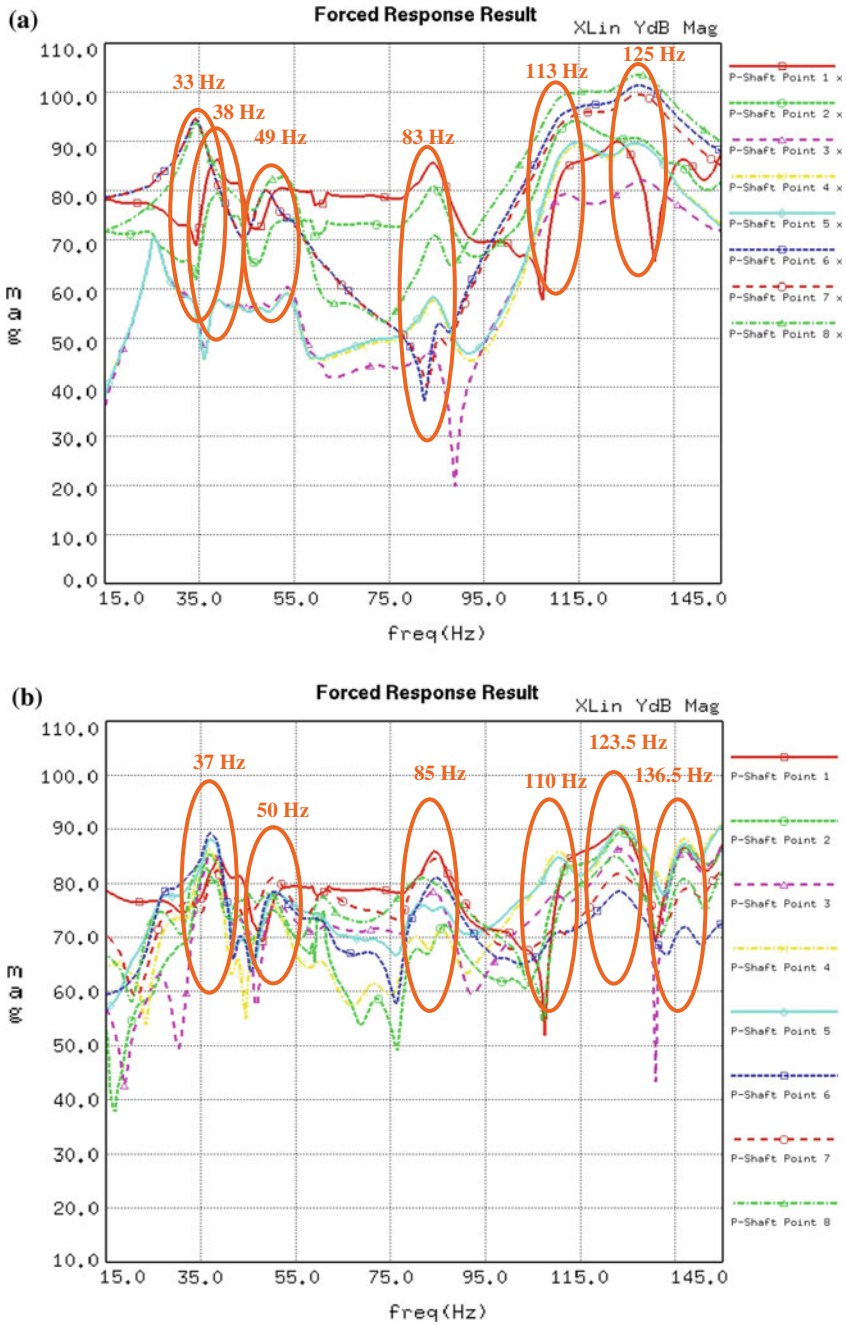 (a)
Forced Response Result
XLin YdB Mag
110.0
100.0
90.0
80.0
70.0
60.0
50.0
40.0
30.0
20.0
10.0
0.0
33 Hz
38 Hz
49 Hz
83 Hz
113 Hz
125 Hz
15.0 35.0 55.0 75.0 95.0 115.0 145.0
freq(Hz)
P-Shaft Point 1 x
P-Shaft Point 2 x
P-Shaft Point 3 x
P-Shaft Point 4 x
P-Shaft Point 5 x
P-Shaft Point 6 x
P-Shaft Point 7 x
P-Shaft Point 8 x
(b)
Forced Response Result
XLin YdB Mag
110.0
100.0
90.0
80.0
70.0
60.0
50.0
40.0
30.0
20.0
10.0
37 Hz
50 Hz
85 Hz
110 Hz
123.5 Hz
136.5 Hz
15.0 35.0 55.0 75.0 95.0 115.0 145.0
freq(Hz)
P-Shaft Point 1
P-Shaft Point 2
P-Shaft Point 3
P-Shaft Point 4
P-Shaft Point 5
P-Shaft Point 6
P-Shaft Point 7
P-Shaft Point 8